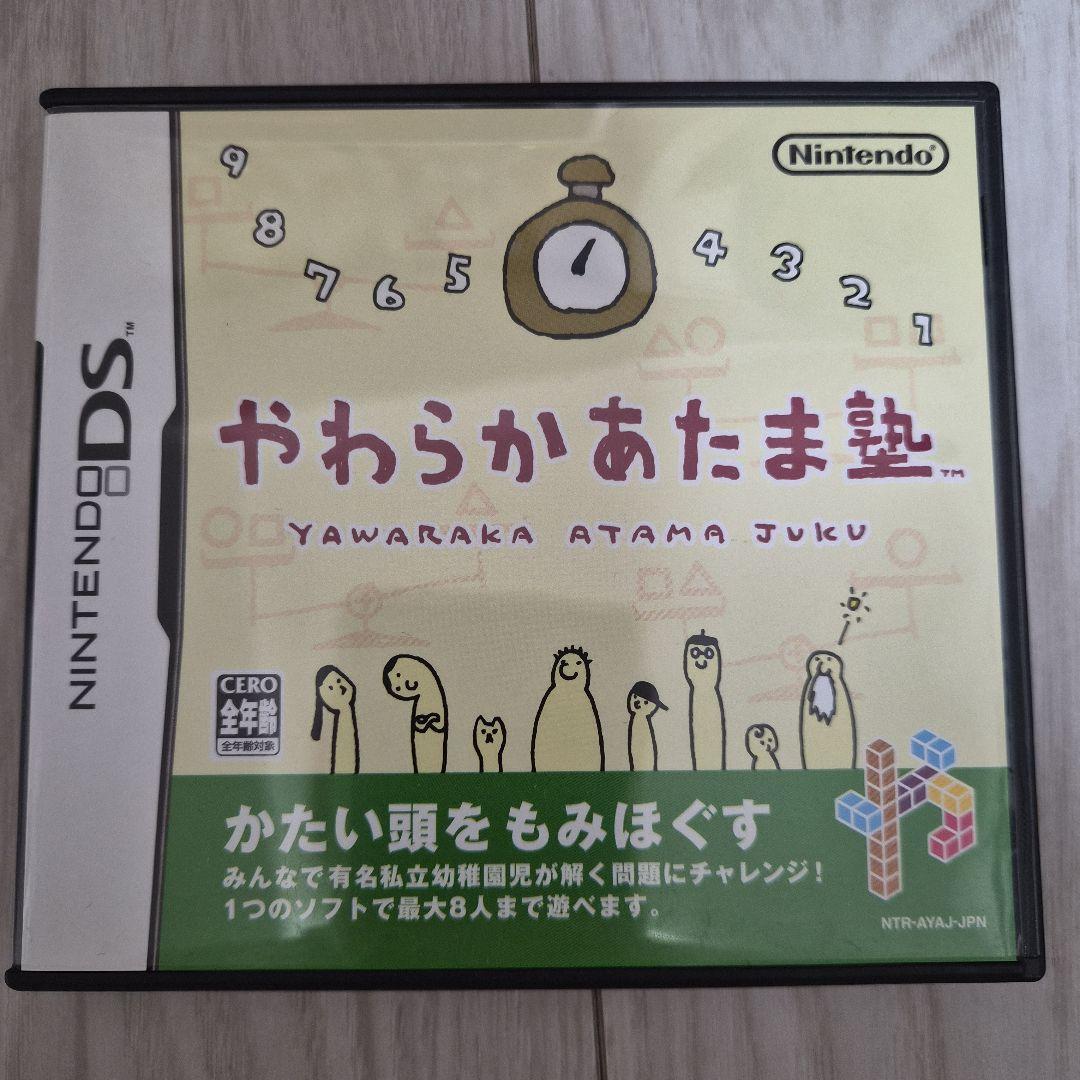 NINTENDO DS™
Nintendo®
9 8 7 6 5 4 3 2 1
やわらかあたま塾™
YAWARAKA ATAMA JUKU
CERO
全年齢
全年齢対象
かたい頭をもみほぐす
みんなで有名私立幼稚園児が解く問題にチャレンジ！
1つのソフトで最大8人まで遊べます。
NTR-AYAJ-JPN